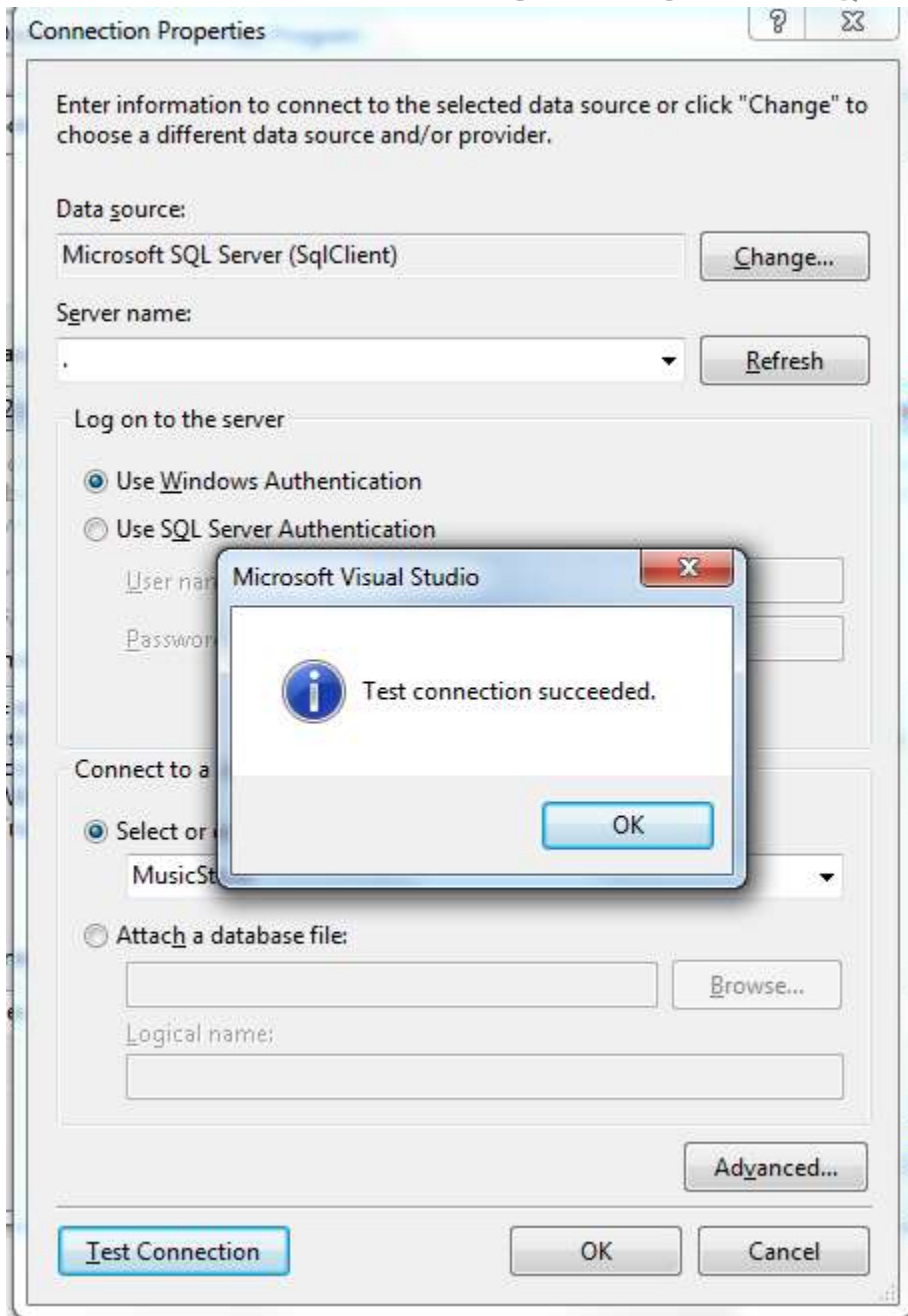 Connection Properties
Enter information to connect to the selected data source or click "Change" to
choose a different data source and/or provider.
Data source:
Microsoft SQL Server (SqlClient)
Change...
Server name:
.
Refresh
Log on to the server
Use Windows Authentication
Use SQL Server Authentication
User nam
Microsoft Visual Studio
Password
Test connection succeeded.
Connect to a
OK
Select or
MusicSt
Attach a database file:
Browse...
Logical name:
Advanced...
Test Connection
OK
Cancel